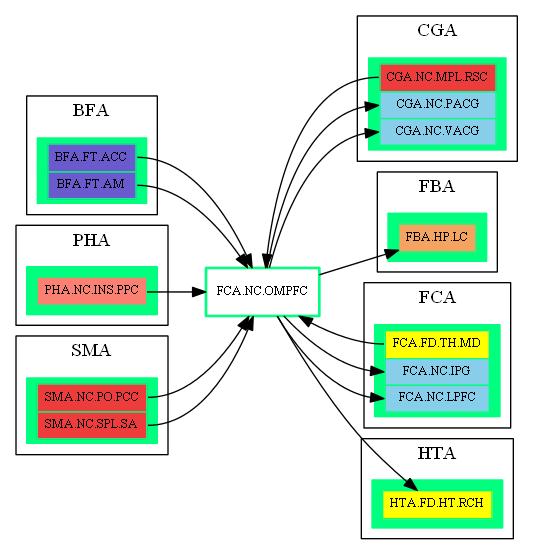 BFA
BFA.FT.ACC
BFA.FT.AM
PHA
PHA.NC.INS.PPC
SMA
SMA.NC.PO.PCC
SMA.NC.SPL.SA
FCA.NC.OMPFC
CGA
CGA.NC.MPL.RSC
CGA.NC.PACG
CGA.NC.VACG
FBA
FBA.HP.LC
FCA
FCA.FD.TH.MD
FCA.NC.IPG
FCA.NC.LPFC
HTA
HTA.FD.HT.RCH